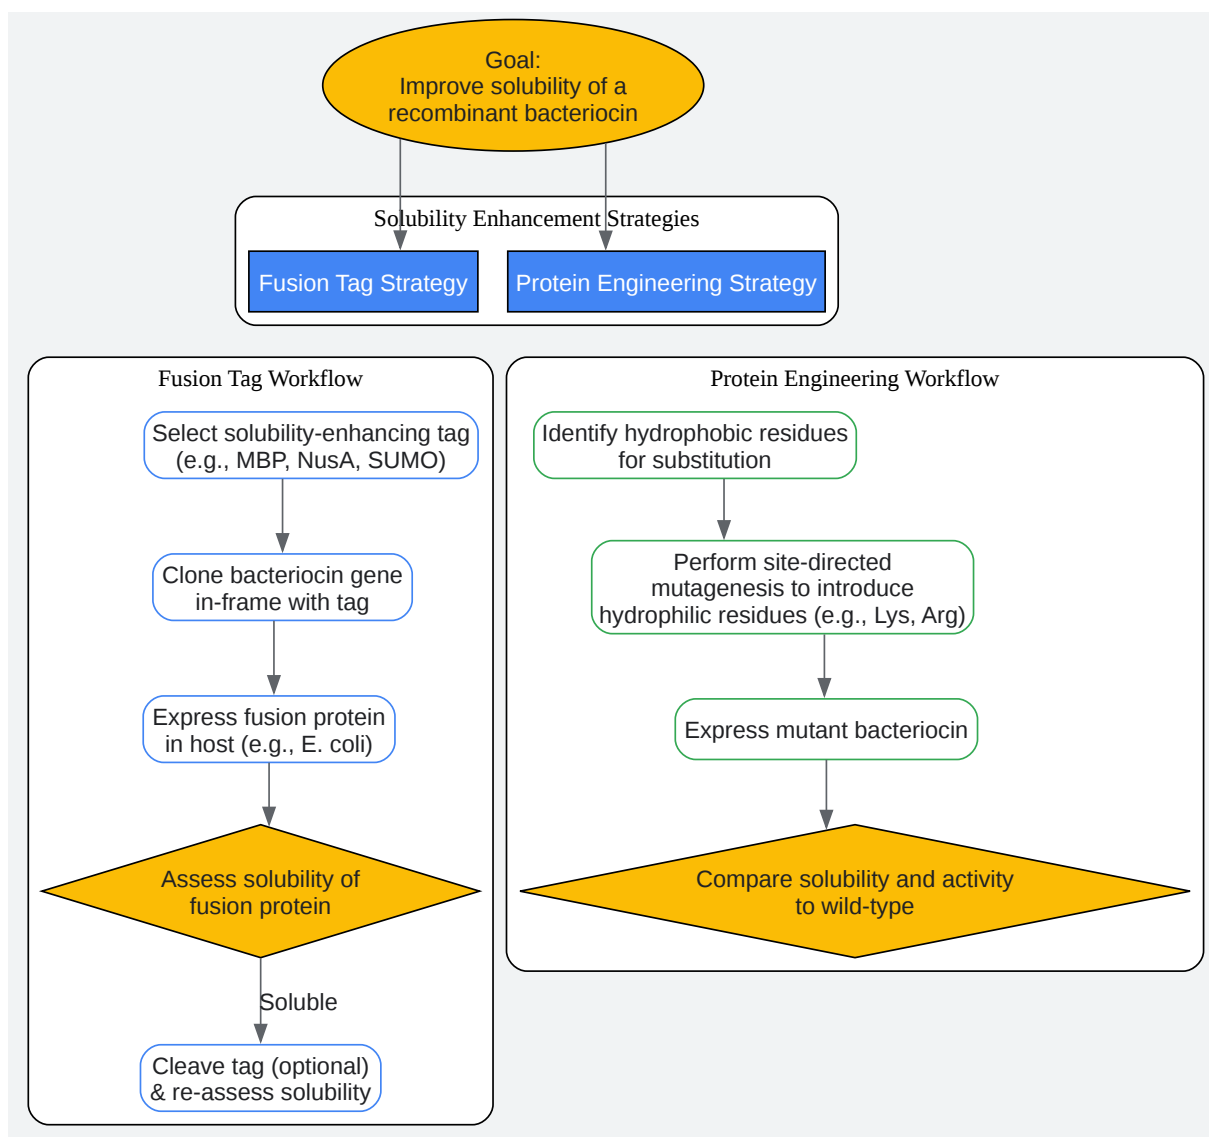 Goal:
Improve solubility of a
recombinant bacteriocin
Solubility Enhancement Strategies
Fusion Tag Strategy
Protein Engineering Strategy
Fusion Tag Workflow
Select solubility-enhancing tag
(e.g., MBP, NusA, SUMO)
Clone bacteriocin gene
in-frame with tag
Express fusion protein
in host (e.g., E. coli)
Assess solubility of
fusion protein
Soluble
Cleave tag (optional)
& re-assess solubility
Protein Engineering Workflow
Identify hydrophobic residues
for substitution
Perform site-directed
mutagenesis to introduce
hydrophilic residues (e.g., Lys, Arg)
Express mutant bacteriocin
Compare solubility and activity
to wild-type